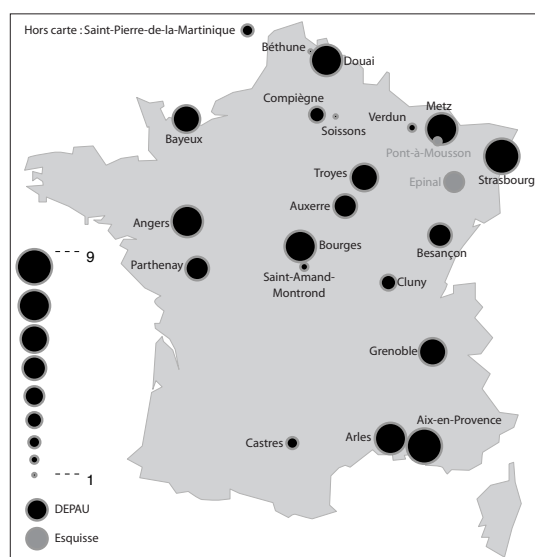 Hors carte : Saint-Pierre-de-la-Martinique
Béthune
Douai
Compiègne
Soissons
Verdun
Metz
Bayeux
Pont-à-Mousson
Troyes
Epinal
Strasbourg
Auxerre
Angers
Bourges
Besançon
Parthenay
Saint-Amand-
Montrond
Cluny
9
Grenoble
Aix-en-Provence
Arles
Castres
1
DEPAU
Esquisse